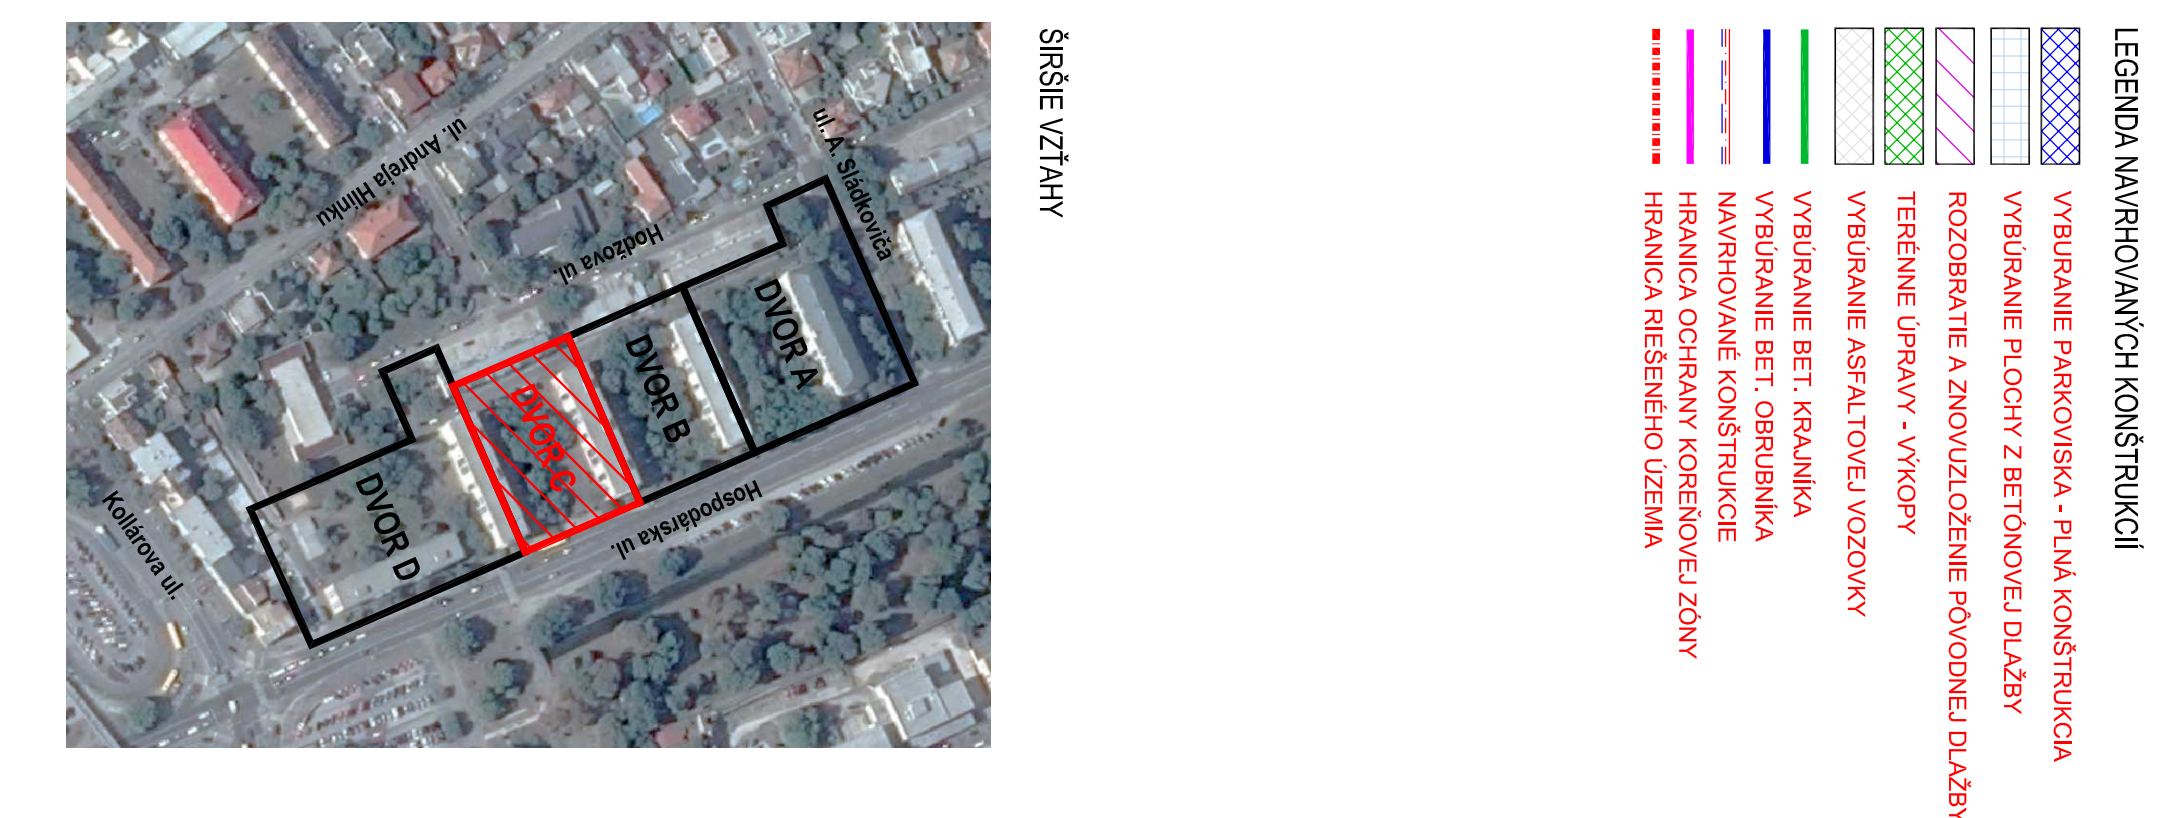 LEGENDA NAVRHOVANÝCH KONŠTRUKCIÍ
VYBURANIE PARKOVISKA - PLNÁ KONŠTRUKCIA
VYBÚRANIE PLOCHY Z BETÓNOVEJ DLAŽBY
ROZOBRATIE A ZNOVUZLOŽENIE PÔVODNEJ DLAŽBY
TERÉNNE ÚPRAVY - VÝKOPY
VYBÚRANIE ASFALTOVEJ VOZOVKY
VYBÚRANIE BET. KRAJNÍKA
VYBÚRANIE BET. OBRUBNÍKA
NAVRHOVANÉ KONŠTRUKCIE
HRANICA OCHRANY KOREŇOVEJ ZÓNY
HRANICA RIEŠENÉHO ÚZEMIA
ŠIRŠIE VZŤAHY
ul. A. Sládkoviča
ul. Andreja Hlinku
Hodžova ul.
DVOR A
DVOR B
DVOR C
DVOR D
Hospodárska ul.
Kollárova ul.